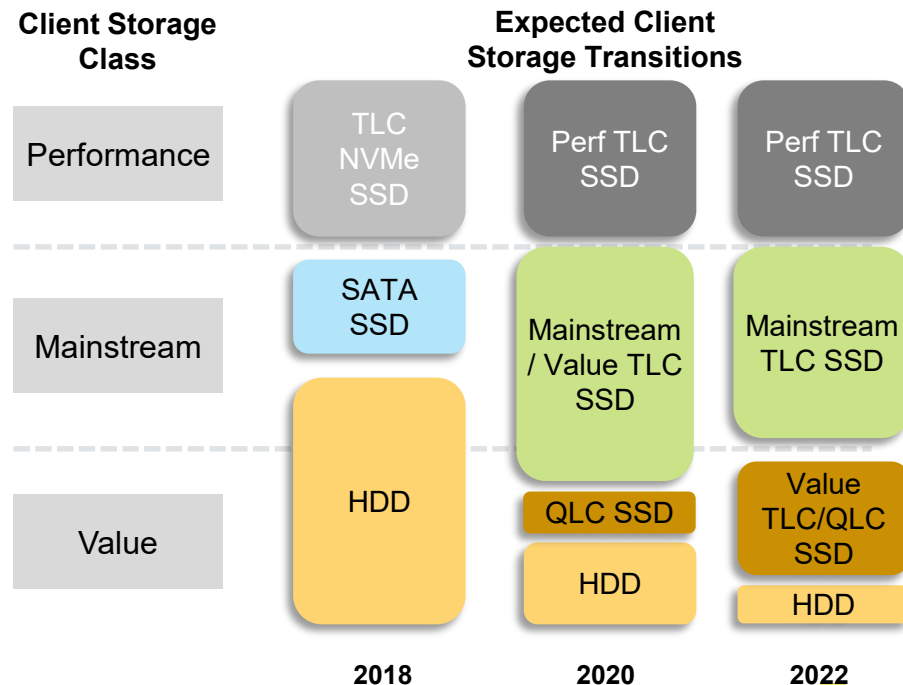 Client Storage
Class
Expected Client
Storage Transitions
Performance
TLC
NVMe
SSD
Perf TLC
SSD
Perf TLC
SSD
Mainstream
SATA
SSD
Mainstream
/ Value TLC
SSD
Mainstream
TLC SSD
Value
HDD
QLC SSD
HDD
Value
TLC/QLC
SSD
HDD
2018
2020
2022